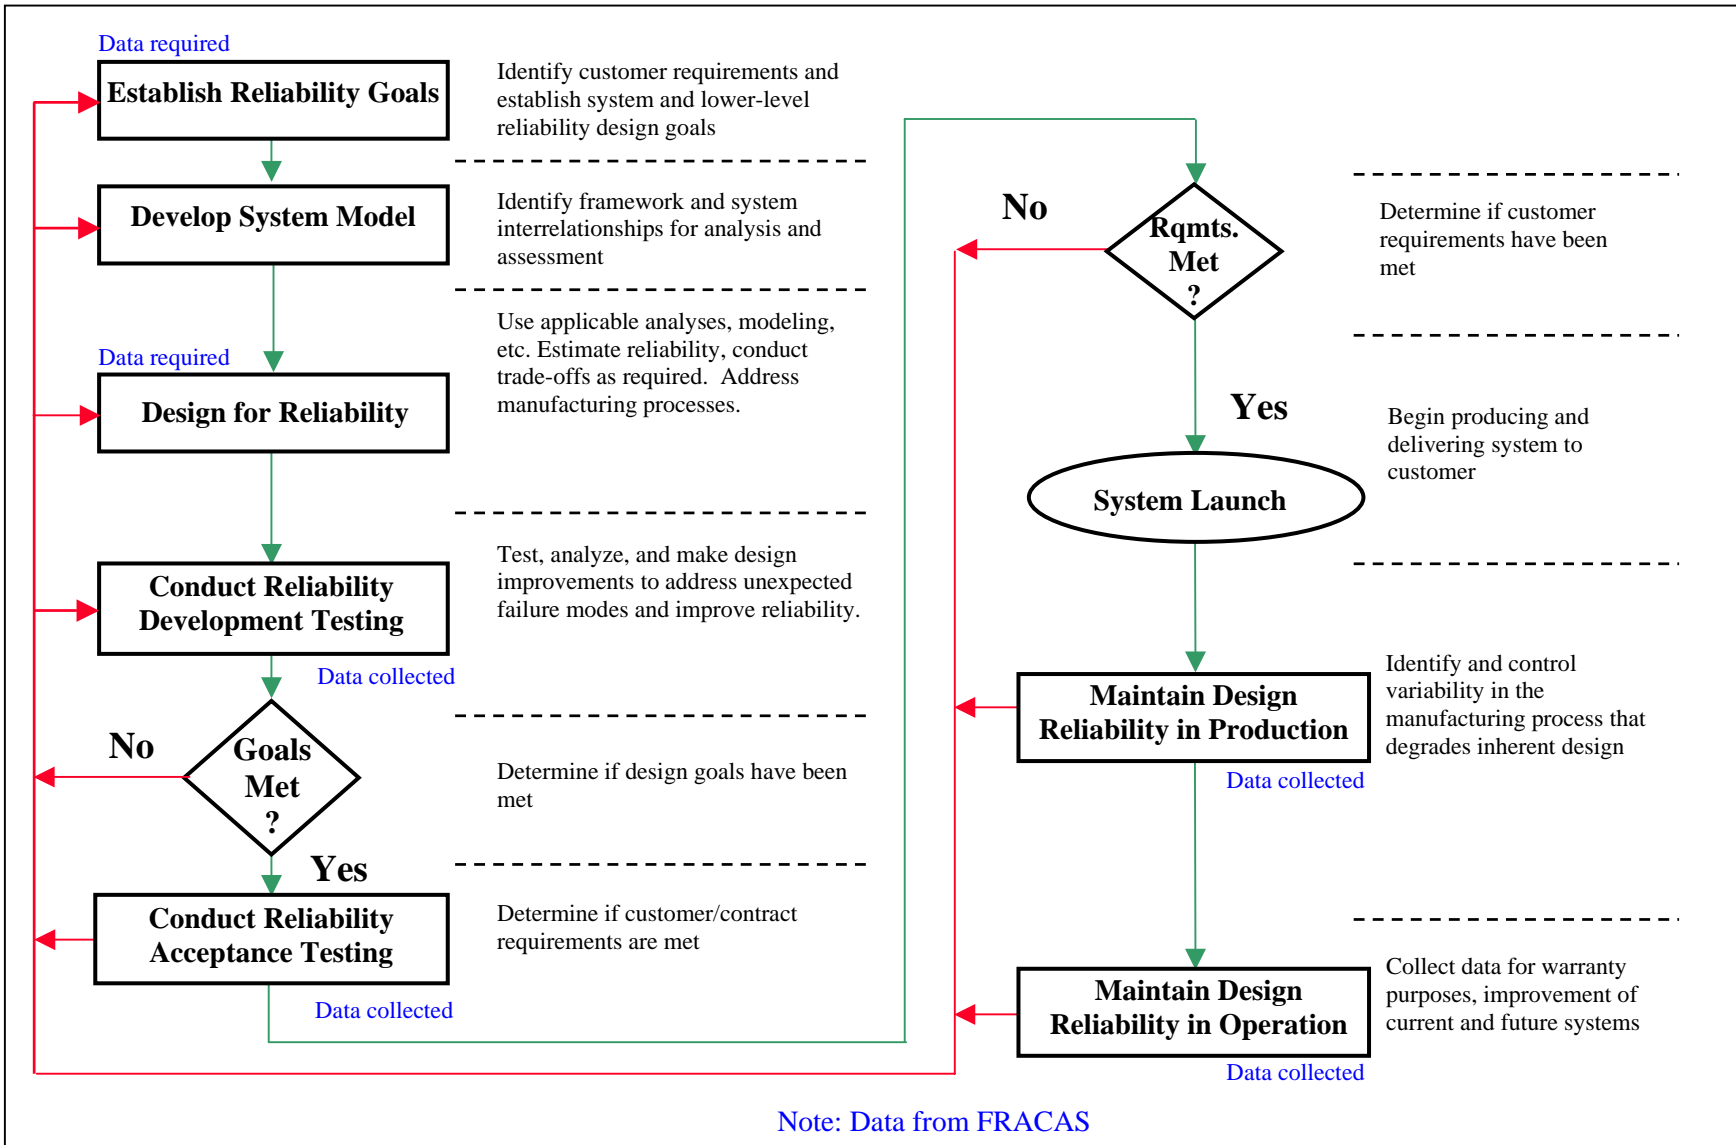 Data required
Establish Reliability Goals
Identify customer requirements and
establish system and lower-level
reliability design goals
Develop System Model
Identify framework and system
interrelationships for analysis and
assessment
Data required
Design for Reliability
Use applicable analyses, modeling,
etc. Estimate reliability, conduct
trade-offs as required.  Address
manufacturing processes.
Conduct Reliability
Development Testing
Data collected
Test, analyze, and make design
improvements to address unexpected
failure modes and improve reliability.
No
Goals
Met
?
Yes
Determine if design goals have been
met
Conduct Reliability
Acceptance Testing
Data collected
Determine if customer/contract
requirements are met
No
Rqmts.
Met
?
Yes
Determine if customer
requirements have been
met
System Launch
Begin producing and
delivering system to
customer
Maintain Design
Reliability in Production
Data collected
Identify and control
variability in the
manufacturing process that
degrades inherent design
Maintain Design
Reliability in Operation
Data collected
Collect data for warranty
purposes, improvement of
current and future systems
Note: Data from FRACAS